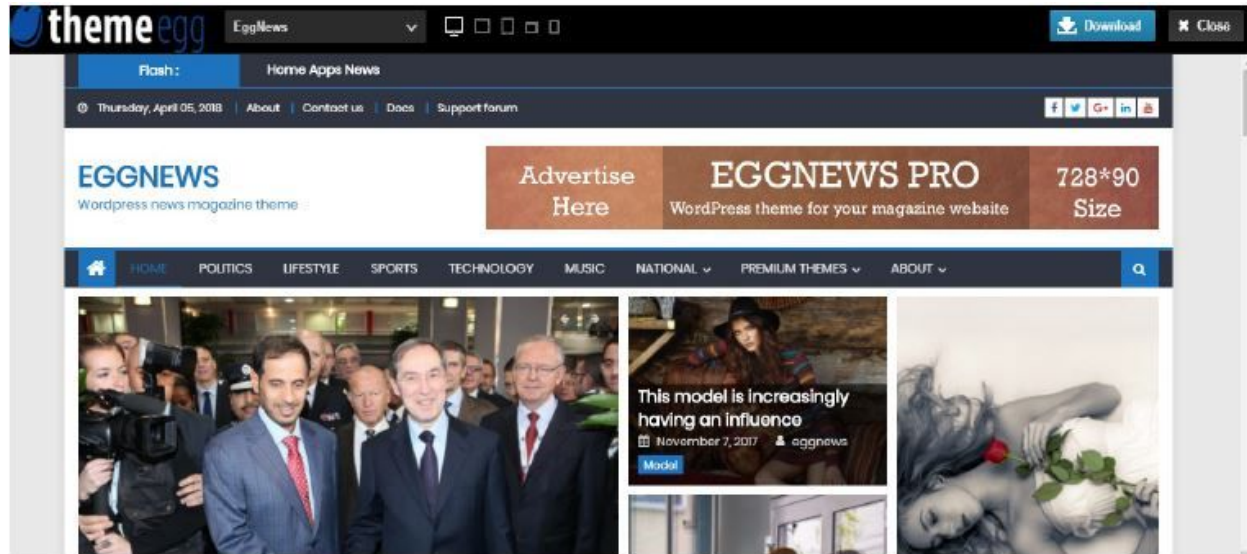 themeegg EggNews Download ✖ Close
Flash : Home Apps News
Thursday, April 05, 2018 | About | Contact us | Docs | Support forum
EGGNEWS
Wordpress news magazine theme
Advertise
Here
EGGNEWS PRO
WordPress theme for your magazine website
728*90
Size
HOME POLITICS LIFESTYLE SPORTS TECHNOLOGY MUSIC NATIONAL PREMIUM THEMES ABOUT
This model is increasingly
having an influence
November 7, 2017 eggnews
Model